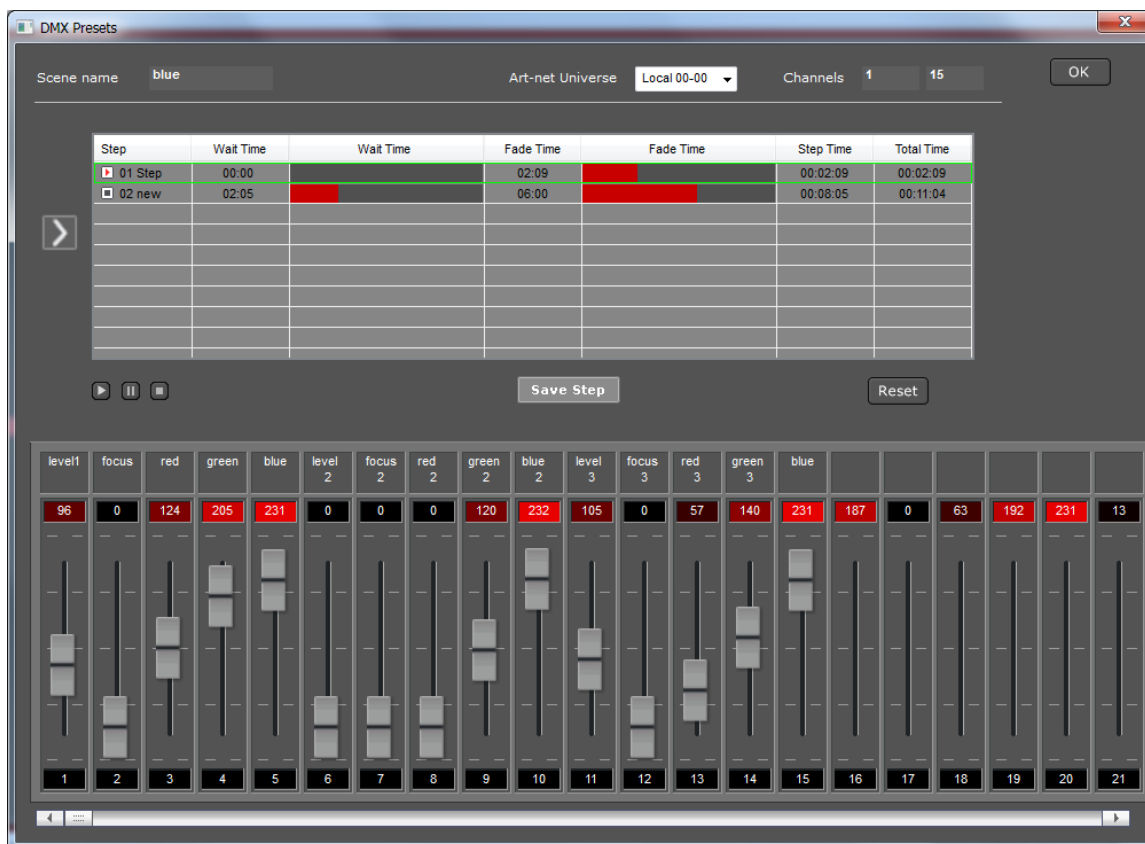 DMX Presets
Scene name blue Art-net Universe Local 00-00 Channels 1 15 OK
Step Wait Time Wait Time Fade Time Fade Time Step Time Total Time
01 Step 00:00 02:09 00:02:09 00:02:09
02 new 02:05 06:00 00:08:05 00:11:04
Save Step Reset
level1 focus red green blue level 2 focus 2 red 2 green 2 blue 2 level 3 focus 3 red 3 green 3 blue
96 0 124 205 231 0 0 0 120 232 105 0 57 140 231 187 0 63 192 231 13
1 2 3 4 5 6 7 8 9 10 11 12 13 14 15 16 17 18 19 20 21